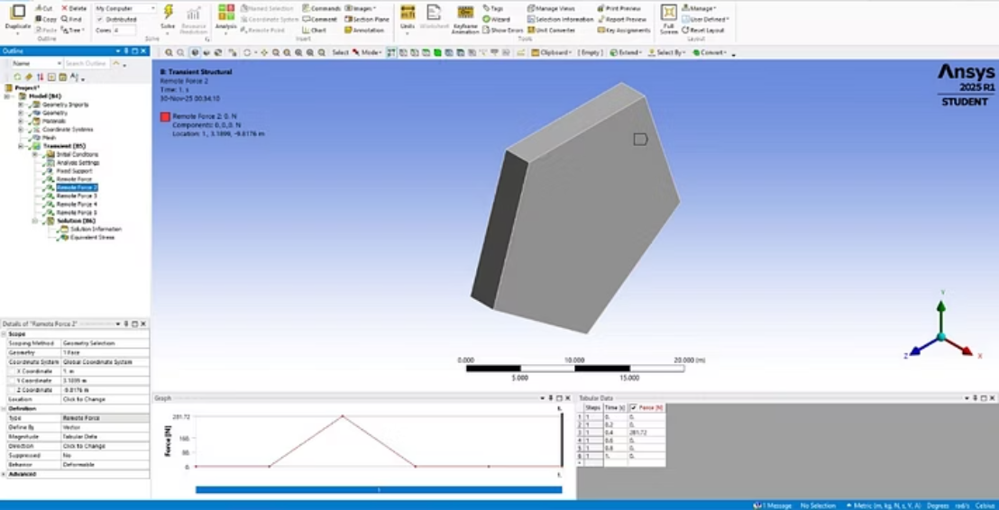 Cut
Delete
My Computer
Named Selection
Commands
Images
Tags
Manage Views
Print Preview
Manage
Copy
Find
Distributed
Coordinate System
Comment
Section Plane
Wizard
Selection Information
Report Preview
User Defined
Duplicate
Paste
Tree
Cores 4
Solve
Analysis
Remote Point
Chart
Annotation
Units
Worksheet
Keyframe Animation
Show Errors
Unit Converter
Key Assignments
Full Screen
Reset Layout
Outline
Solve
Insert
Tools
Layout
Outline
Name
Search Outline
Select
Mode
Clipboard
[ Empty ]
Extend
Select By
Convert
Project*
Model (B4)
Geometry Imports
Geometry
Materials
Coordinate Systems
Mesh
Transient (B5)
Initial Conditions
Analysis Settings
Fixed Support
Remote Force
Remote Force 2
Remote Force 3
Remote Force 4
Remote Force 5
Solution (B6)
Solution Information
Equivalent Stress
B: Transient Structural
Remote Force 2
Time: 1. s
30-Nov-25 00:34:10
Remote Force 2: 0. N
Components: 0.,0.,0. N
Location: 1., 3.1899, -9.8176 m
Ansys
2025 R1
STUDENT
0.000
10.000
20.000 (m)
5.000
15.000
Y
Z
X
Details of "Remote Force 2"
Scope
Scoping Method Geometry Selection
Geometry 1 Face
Coordinate System Global Coordinate System
X Coordinate 1. m
Y Coordinate 3.1899 m
Z Coordinate -9.8176 m
Location Click to Change
Definition
Type Remote Force
Define By Vector
Magnitude Tabular Data
Direction Click to Change
Suppressed No
Behavior Deformable
Advanced
Graph
Force [N]
281.72
160.
80.
0.
1.
1.
1
Tabular Data
Steps Time [s] Force [N]
1 1 0. 0.
2 1 0.2 0.
3 1 0.4 281.72
4 1 0.6 0.
5 1 0.8 0.
6 1 1. 0.
*
1 Message
No Selection
Metric (m, kg, N, s, V, A)
Degrees
rad/s
Celsius